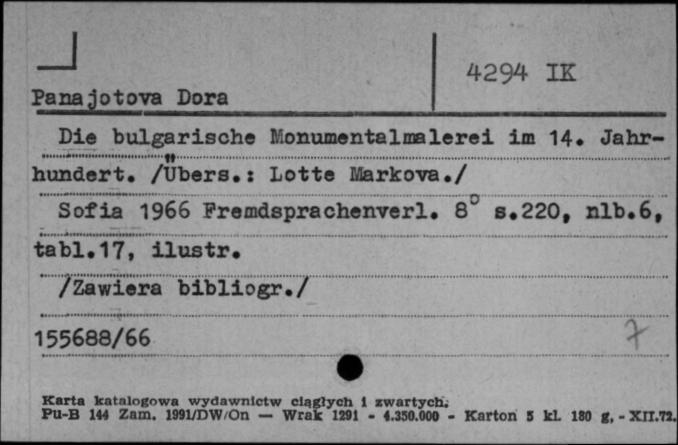 4294 IK
Panajotova Dora
Die bulgarische Monumentalmalerei im 14. Jahr-
hundert. /Übers.: Lotte Markova./
Sofia 1966 Fremdsprachenverl. 8° s.220, nlb.6,
tabl.17, ilustr.
/Zawiera bibliogr./
155688/66
7
Karta katalogowa wydawnictw ciągłych i zwartych.
Pu-B 144 Zam. 1991/DW/On — Wrak 1291 - 4.350.000 - Karton 5 kl. 180 g. - XII.72.